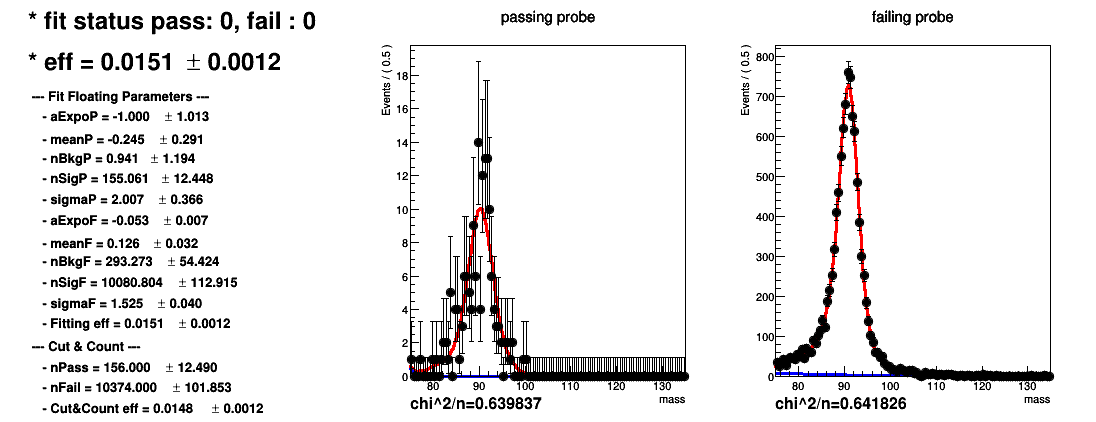 * fit status pass: 0, fail : 0
* eff = 0.0151 ± 0.0012
--- Fit Floating Parameters ---
- aExpoP = -1.000 ± 1.013
- meanP = -0.245 ± 0.291
- nBkgP = 0.941 ± 1.194
- nSigP = 155.061 ± 12.448
- sigmaP = 2.007 ± 0.366
- aExpoF = -0.053 ± 0.007
- meanF = 0.126 ± 0.032
- nBkgF = 293.273 ± 54.424
- nSigF = 10080.804 ± 112.915
- sigmaF = 1.525 ± 0.040
- Fitting eff = 0.0151 ± 0.0012
--- Cut & Count ---
- nPass = 156.000 ± 12.490
- nFail = 10374.000 ± 101.853
- Cut&Count eff = 0.0148 ± 0.0012
passing probe
Events / ( 0.5 )
18
16
14
12
10
8
6
4
2
0
80 90 100 110 120 130
mass
chi^2/n=0.639837
failing probe
Events / ( 0.5 )
800
700
600
500
400
300
200
100
0
80 90 100 110 120 130
mass
chi^2/n=0.641826